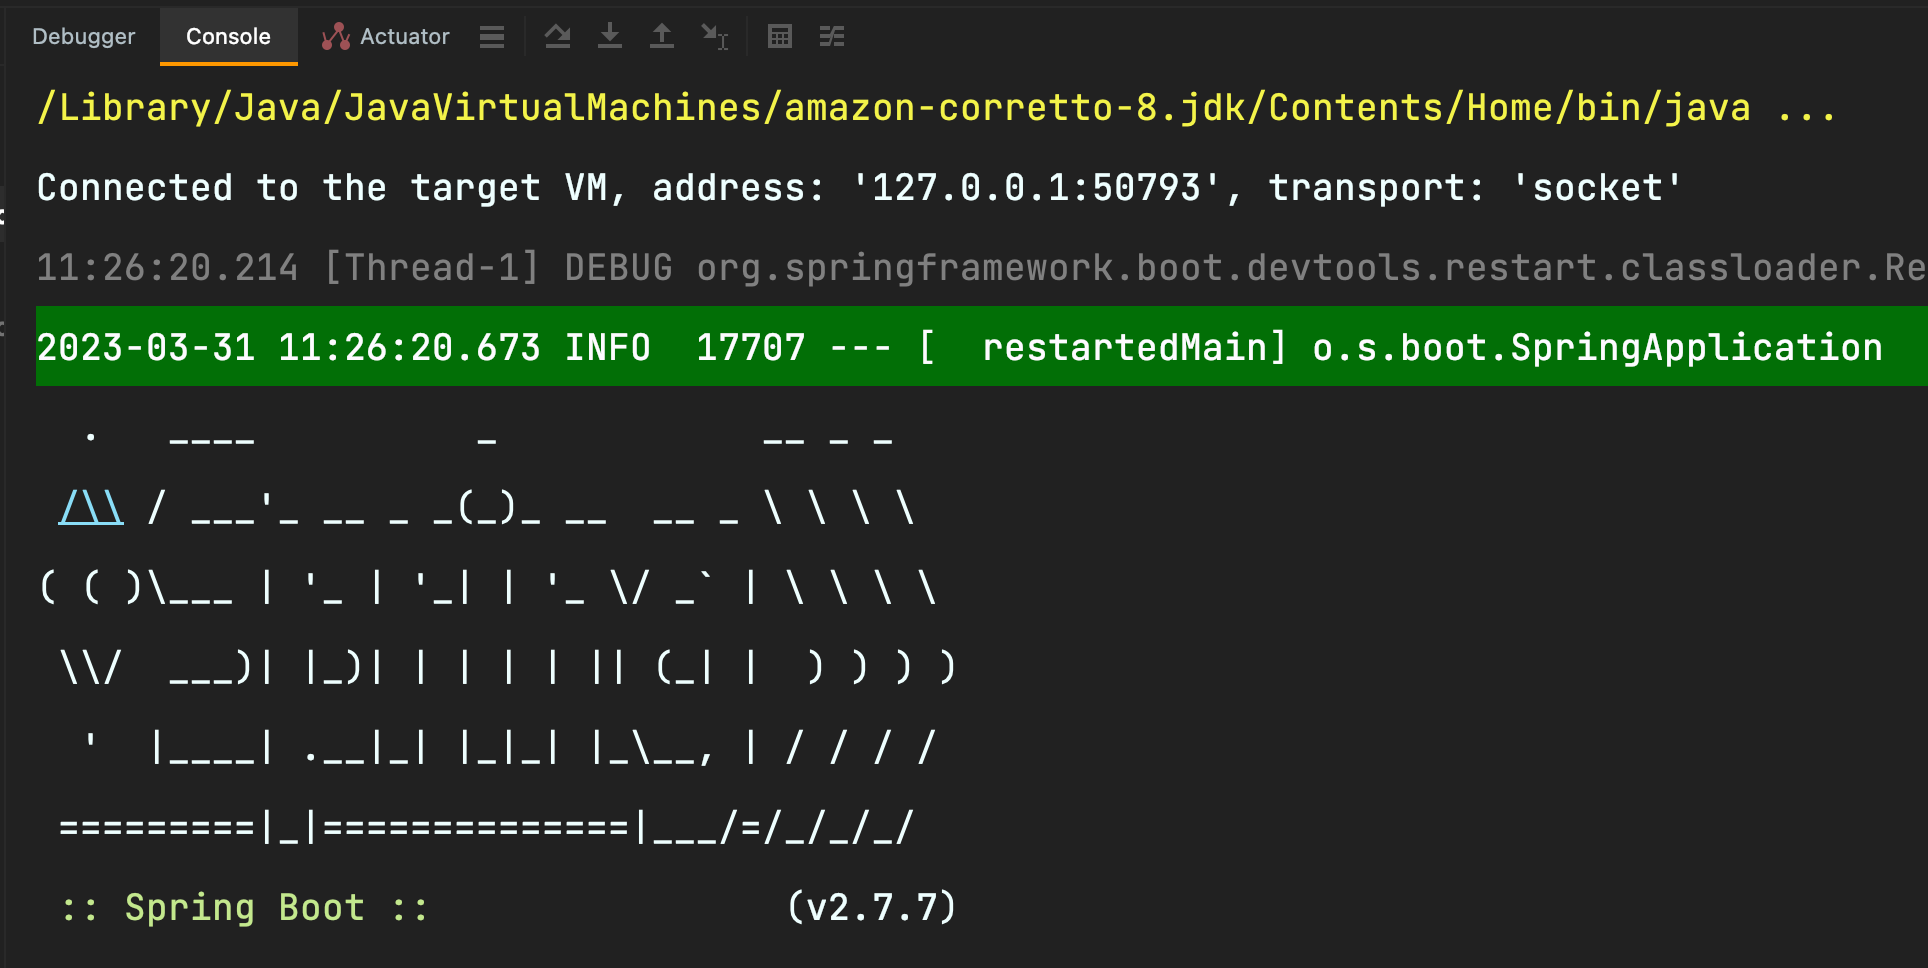 Debugger Console Actuator
/Library/Java/JavaVirtualMachines/amazon-corretto-8.jdk/Contents/Home/bin/java ...
Connected to the target VM, address: '127.0.0.1:50793', transport: 'socket'
11:26:20.214 [Thread-1] DEBUG org.springframework.boot.devtools.restart.classloader.Re
2023-03-31 11:26:20.673 INFO  17707 --- [  restartedMain] o.s.boot.SpringApplication
  .   ____          _            __ _ _
 /\\ / ___'_ __ _ _(_)_ __  __ _ \ \ \ \
( ( )\___ | '_ | '_| | '_ \/ _` | \ \ \ \
 \\/  ___)| |_)| | | | | || (_| |  ) ) ) )
  '  |____| .__|_| |_|_| |_\__, | / / / /
 =========|_|==============|___/=/_/_/_/
 :: Spring Boot ::                (v2.7.7)